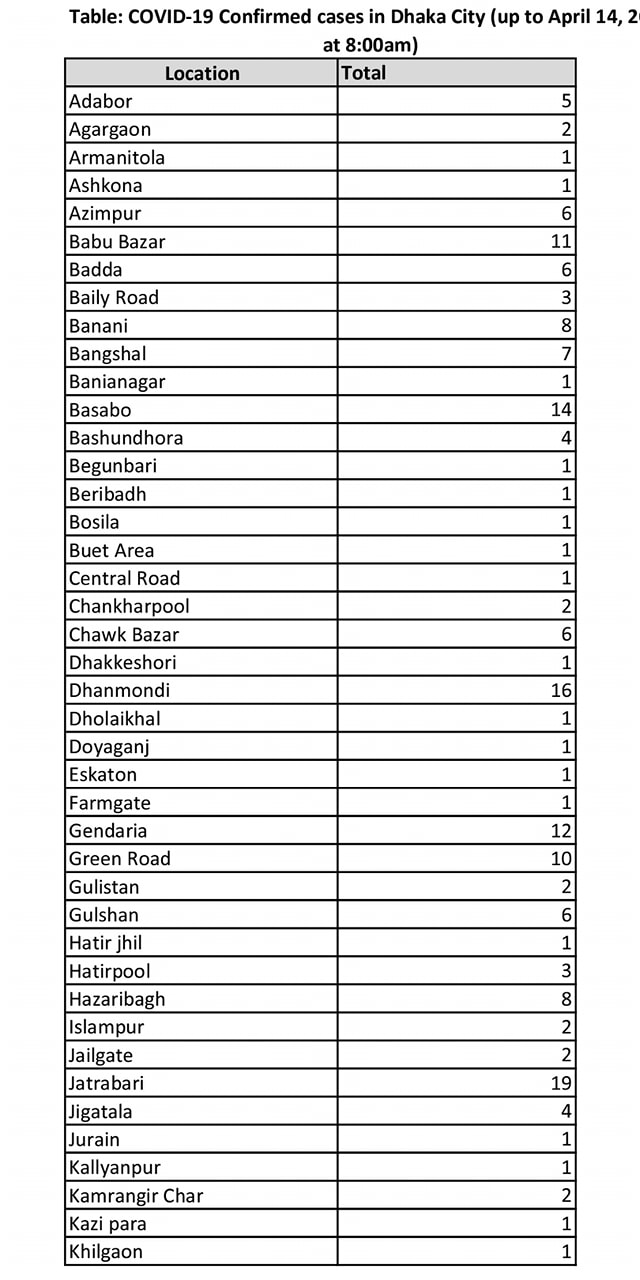 Table: COVID-19 Confirmed cases in Dhaka City (up to April 14,
at 8:00am)
Location Total
Adabor 5
Agargaon 2
Armanitola 1
Ashkona 1
Azimpur 6
Babu Bazar 11
Badda 6
Baily Road 3
Banani 8
Bangshal 7
Banianagar 1
Basabo 14
Bashundhora 4
Begunbari 1
Beribadh 1
Bosila 1
Buet Area 1
Central Road 1
Chankharpool 2
Chawk Bazar 6
Dhakkeshori 1
Dhanmondi 16
Dholaikhal 1
Doyaganj 1
Eskaton 1
Farmgate 1
Gendaria 12
Green Road 10
Gulistan 2
Gulshan 6
Hatir jhil 1
Hatirpool 3
Hazaribagh 8
Islampur 2
Jailgate 2
Jatrabari 19
Jigatala 4
Jurain 1
Kallyanpur 1
Kamrangir Char 2
Kazi para 1
Khilgaon 1